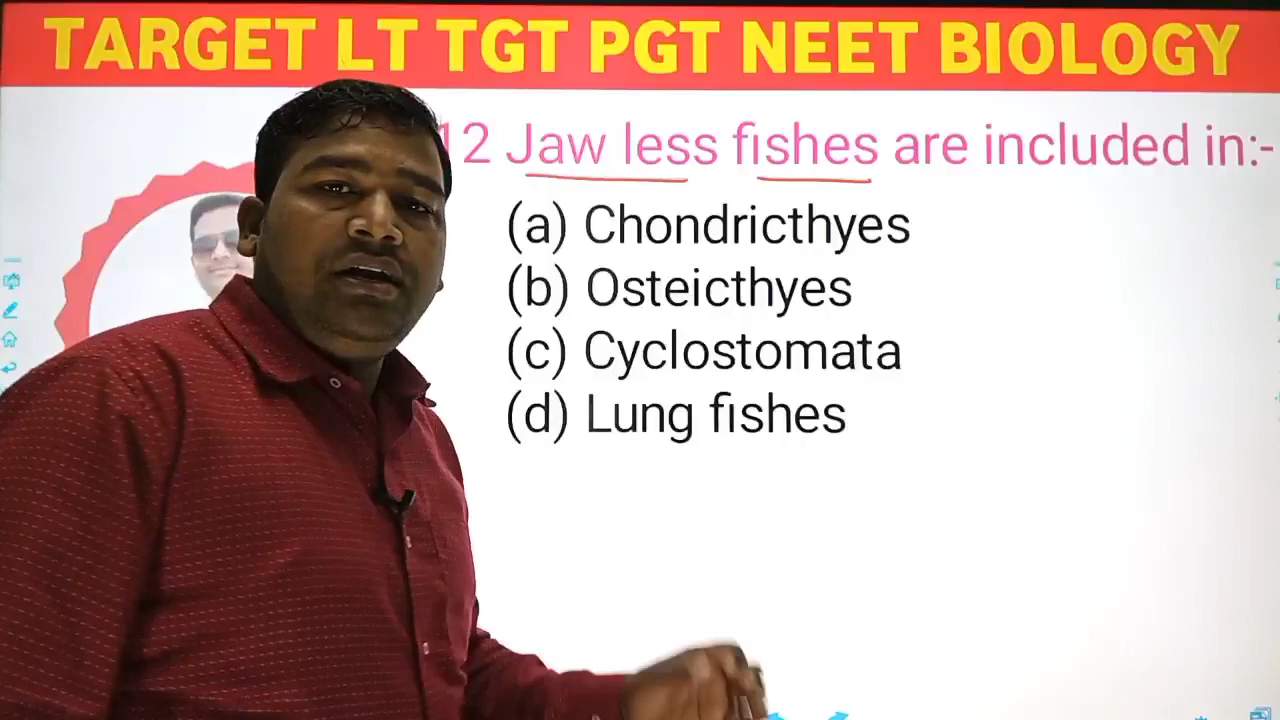 TARGET LT TGT PGT NEET BIOLOGY
12 Jaw less fishes are included in:-
(a) Chondricthyes
(b) Osteicthyes
(c) Cyclostomata
(d) Lung fishes